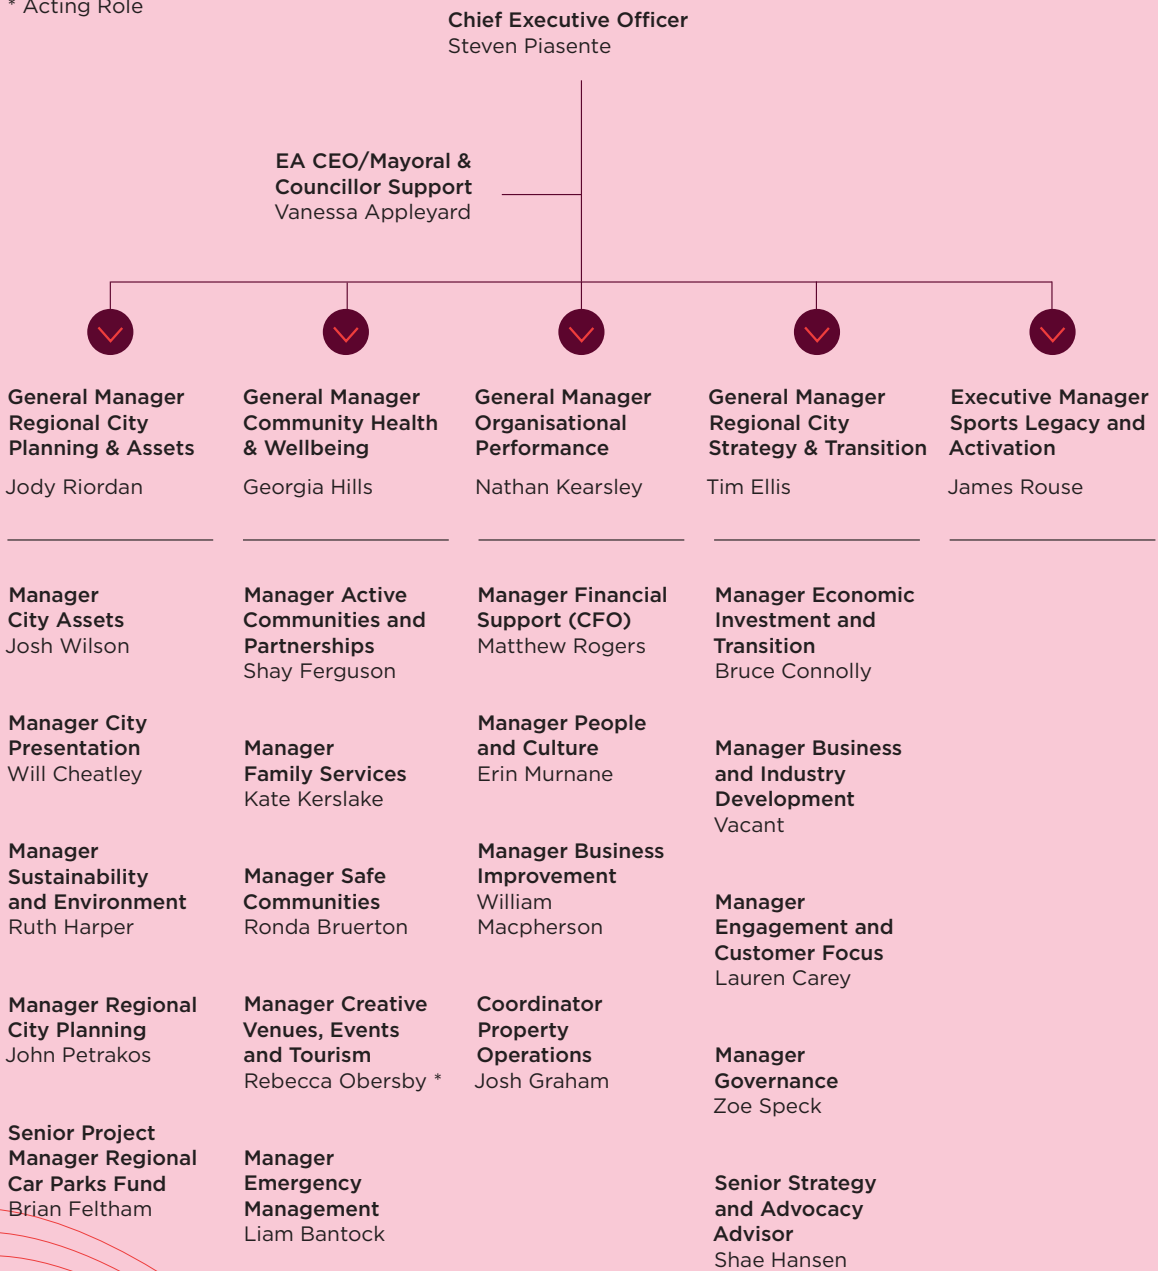 * Acting Role
Chief Executive Officer
Steven Piasente
EA CEO/Mayoral &
Councillor Support
Vanessa Appleyard
General Manager
Regional City
Planning & Assets
Jody Riordan
General Manager
Community Health
& Wellbeing
Georgia Hills
General Manager
Organisational
Performance
Nathan Kearsley
General Manager
Regional City
Strategy & Transition
Tim Ellis
Executive Manager
Sports Legacy and
Activation
James Rouse
Manager
City Assets
Josh Wilson
Manager City
Presentation
Will Cheatley
Manager
Sustainability
and Environment
Ruth Harper
Manager Regional
City Planning
John Petrakos
Senior Project
Manager Regional
Car Parks Fund
Brian Feltham
Manager Active
Communities and
Partnerships
Shay Ferguson
Manager
Family Services
Kate Kerslake
Manager Safe
Communities
Ronda Bruerton
Manager Creative
Venues, Events
and Tourism
Rebecca Obersby *
Manager
Emergency
Management
Liam Bantock
Manager Financial
Support (CFO)
Matthew Rogers
Manager People
and Culture
Erin Murnane
Manager Business
Improvement
William
Macpherson
Coordinator
Property
Operations
Josh Graham
Manager Economic
Investment and
Transition
Bruce Connolly
Manager Business
and Industry
Development
Vacant
Manager
Engagement and
Customer Focus
Lauren Carey
Manager
Governance
Zoe Speck
Senior Strategy
and Advocacy
Advisor
Shae Hansen